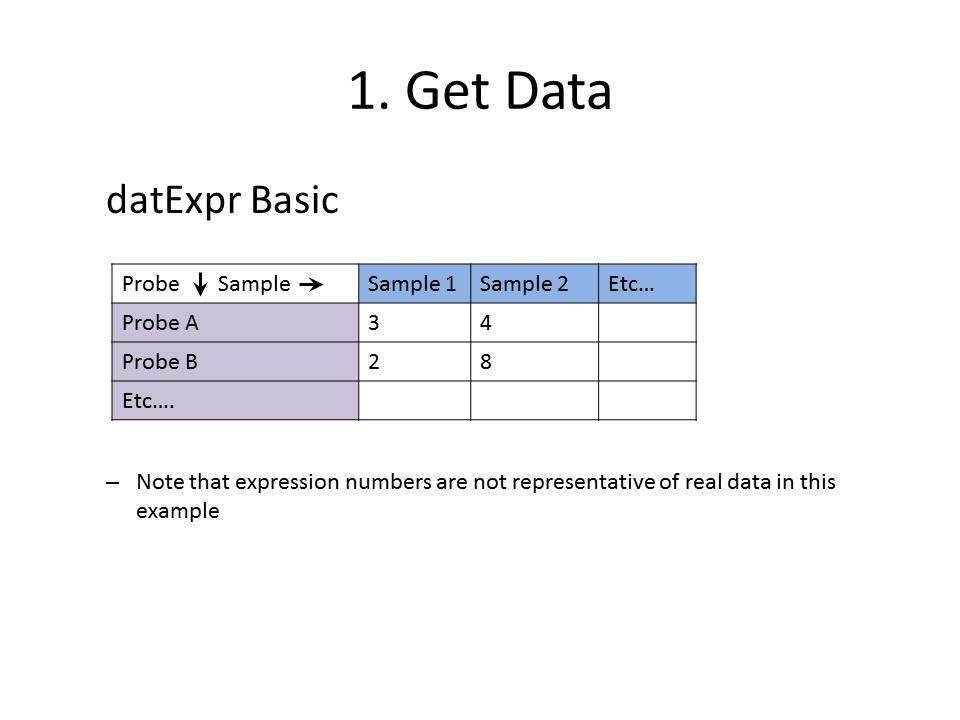 1. Get Data
datExpr Basic
Probe ↓ Sample → Sample 1 Sample 2 Etc…
Probe A 3 4
Probe B 2 8
Etc….
– Note that expression numbers are not representative of real data in this
example